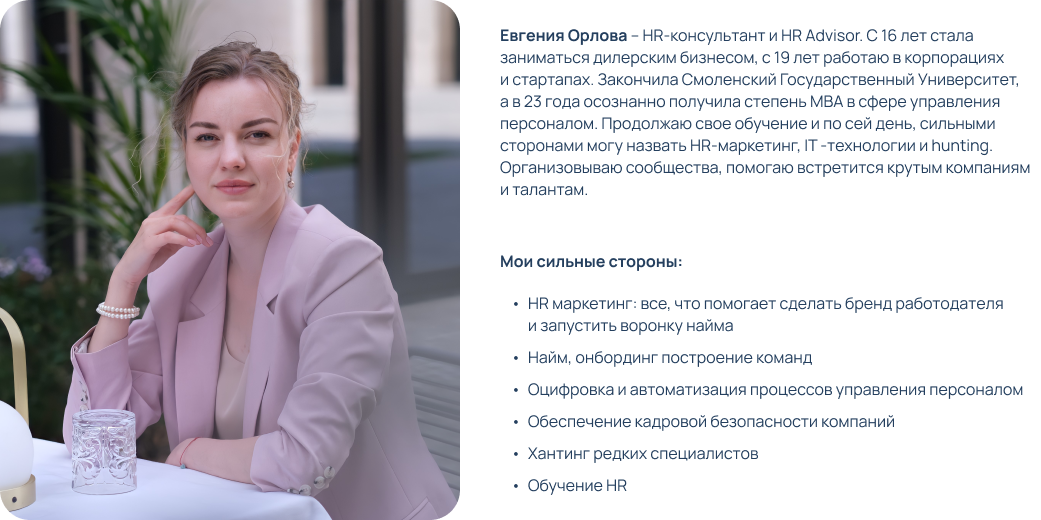 Евгения Орлова – HR-консультант и HR Advisor. С 16 лет стала
заниматься дилерским бизнесом, с 19 лет работаю в корпорациях
и стартапах. Закончила Смоленский Государственный Университет,
а в 23 года осознанно получила степень MBA в сфере управления
персоналом. Продолжаю свое обучение и по сей день, сильными
сторонами могу назвать HR-маркетинг, IT -технологии и hunting.
Организовываю сообщества, помогаю встретится крутым компаниям
и талантам.
Мои сильные стороны:
• HR маркетинг: все, что помогает сделать бренд работодателя
и запустить воронку найма
• Найм, онбординг построение команд
• Оцифровка и автоматизация процессов управления персоналом
• Обеспечение кадровой безопасности компаний
• Хантинг редких специалистов
• Обучение HR